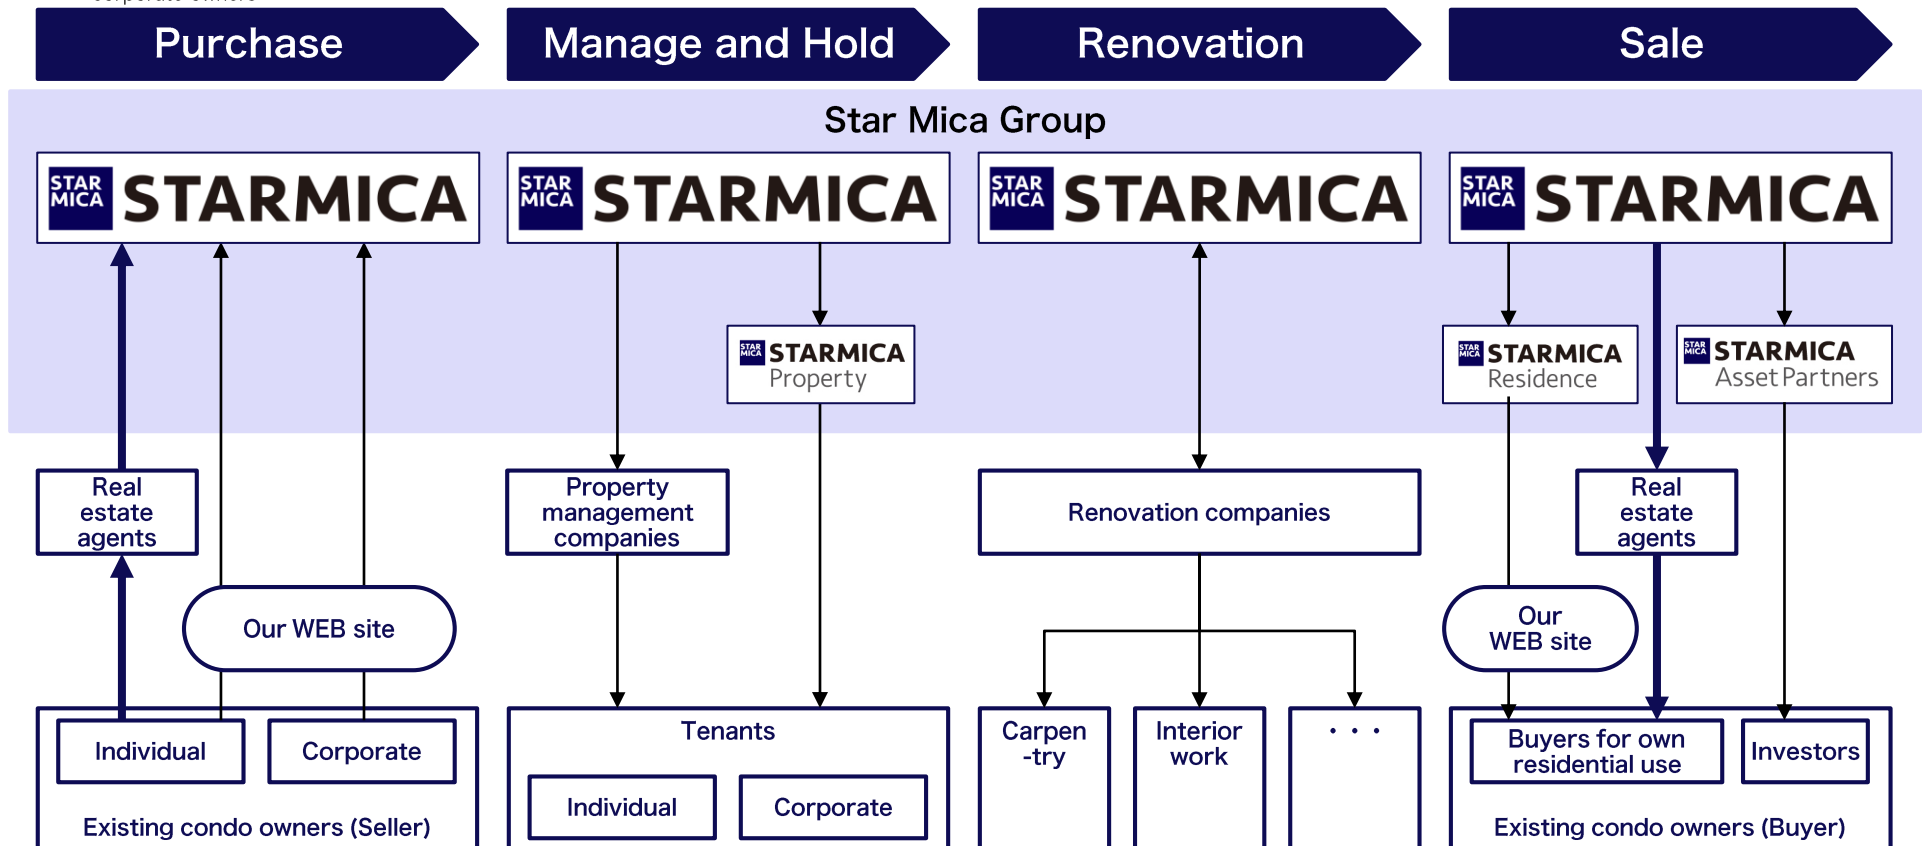 corporate owners
Purchase
Manage and Hold
Renovation
Sale
Star Mica Group
STAR
MICA
STARMICA
STAR
MICA
STARMICA
STAR
MICA
STARMICA
STAR
MICA
STARMICA
STAR
MICA
STARMICA
Property
STAR
MICA
STARMICA
Residence
STAR
MICA
STARMICA
Asset Partners
Real
estate
agents
Property
management
companies
Renovation companies
Real
estate
agents
Our WEB site
Our
WEB site
Individual
Corporate
Existing condo owners (Seller)
Tenants
Individual
Corporate
Carpen
-try
Interior
work
・・・
Buyers for own
residential use
Investors
Existing condo owners (Buyer)